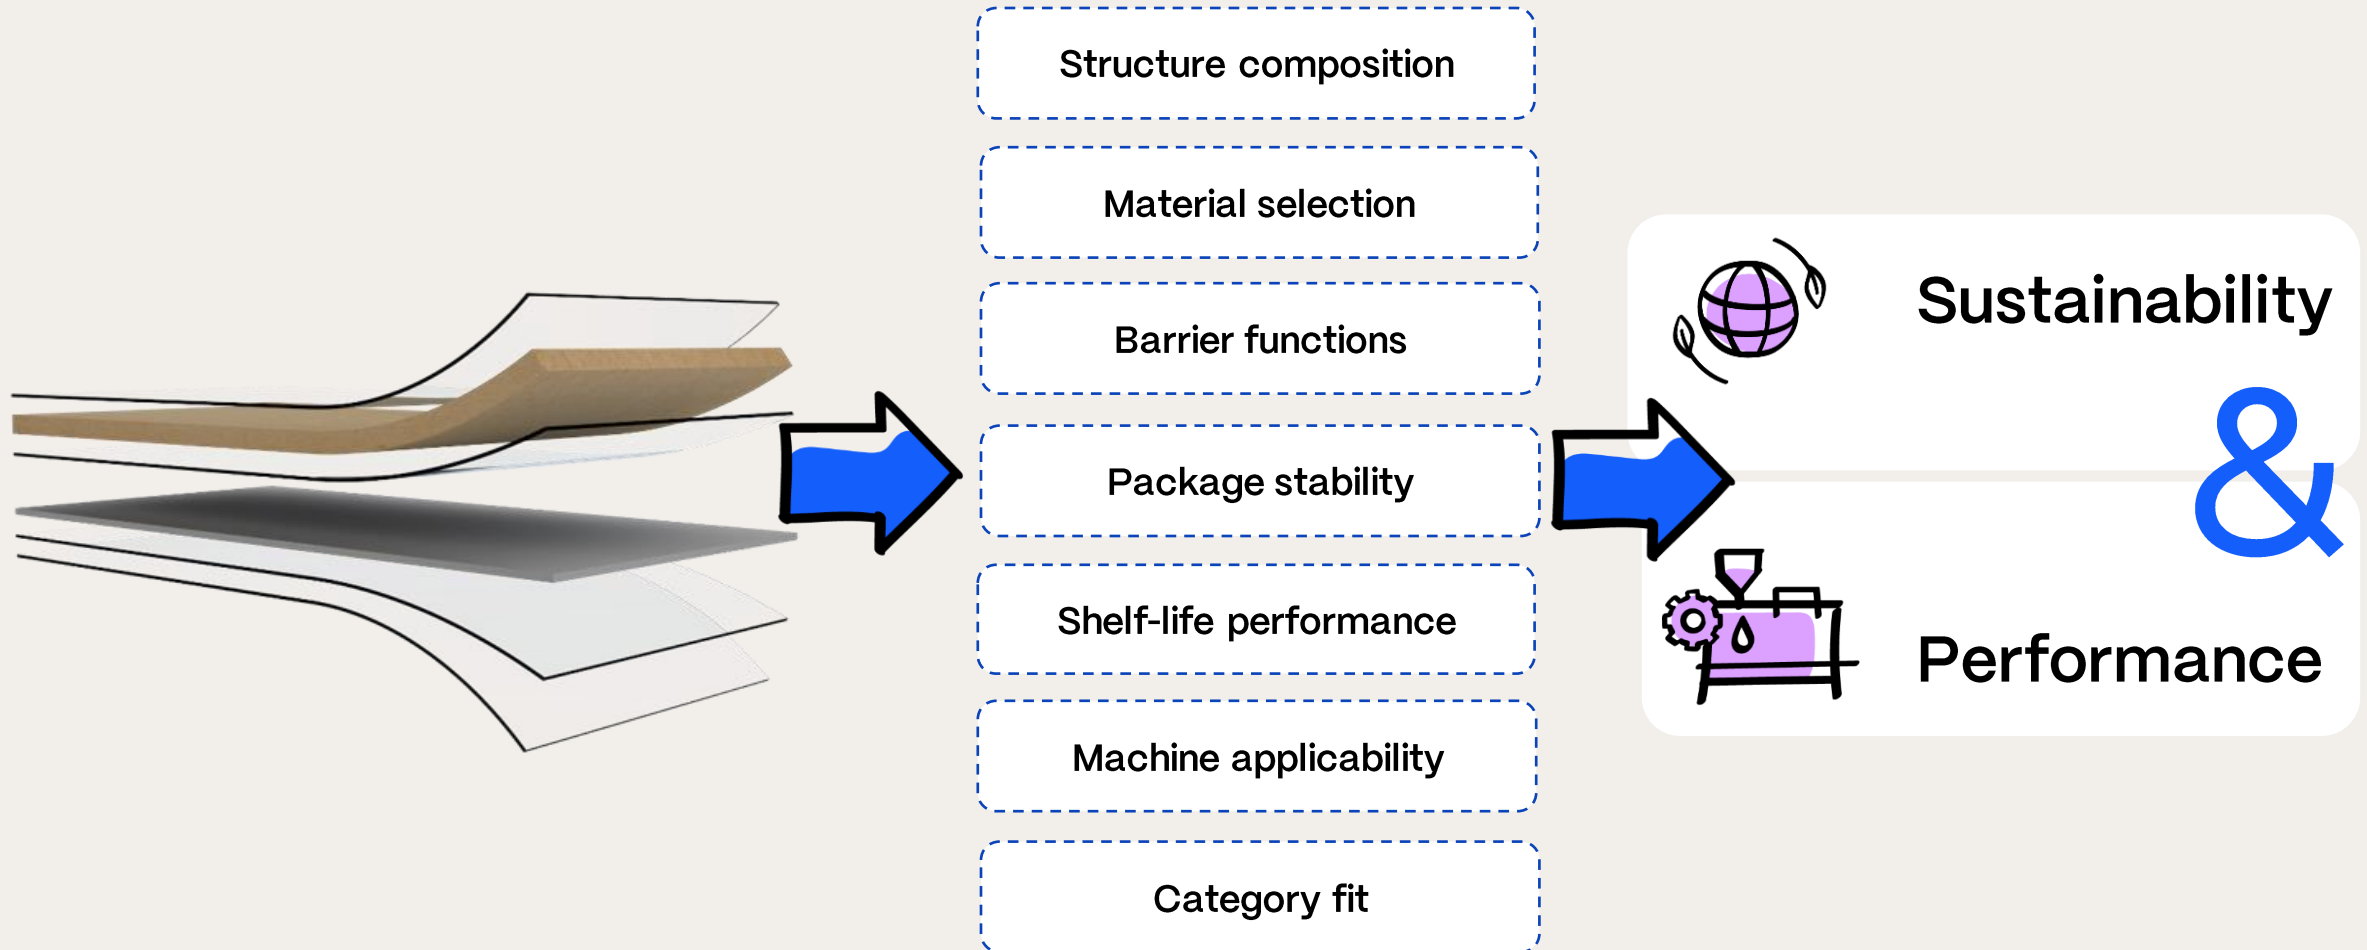 Structure composition
Material selection
Barrier functions
Package stability
Shelf-life performance
Machine applicability
Category fit
Sustainability
&
Performance